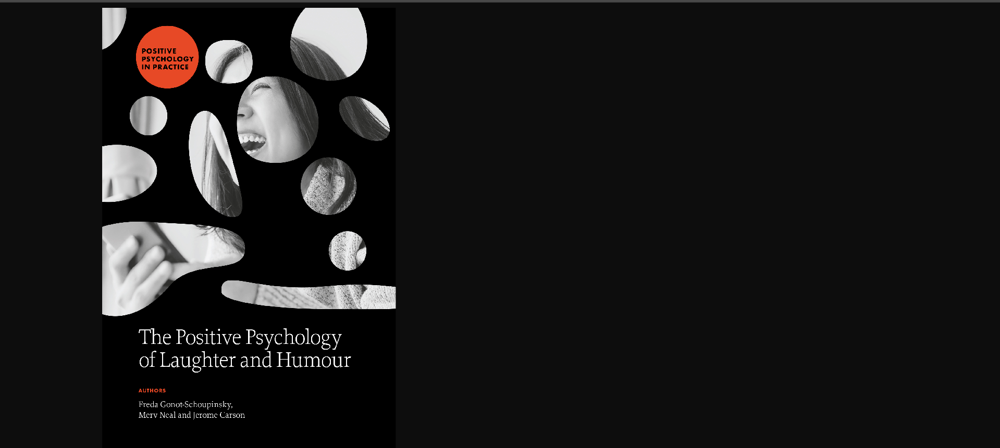 POSITIVE
PSYCHOLOGY
IN PRACTICE
The Positive Psychology
of Laughter and Humour
AUTHORS
Freda Gonot-Schoupinsky,
Merv Neal and Jerome Carson